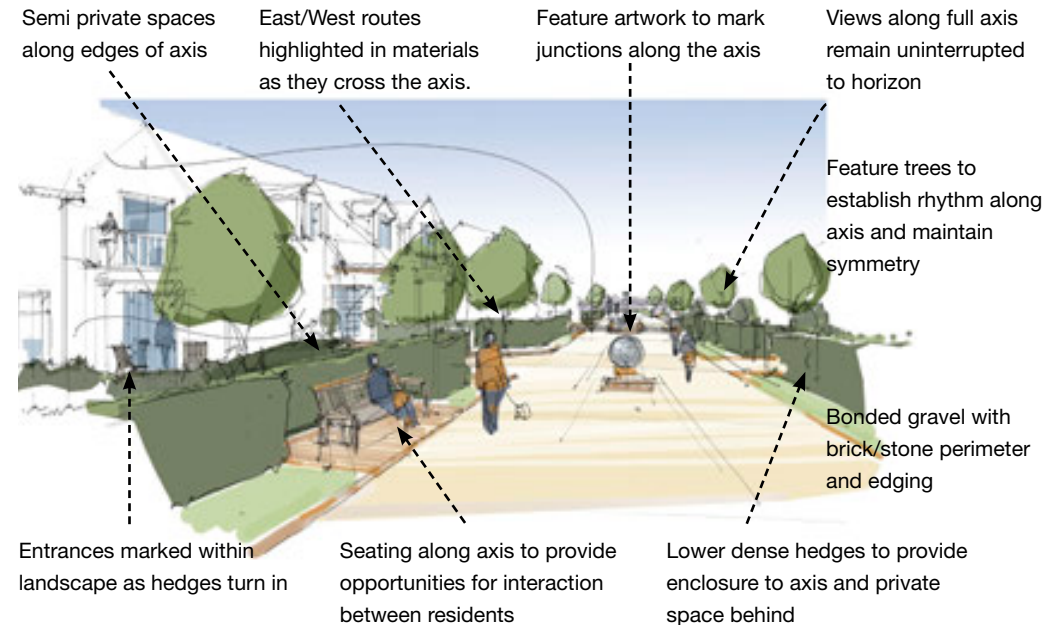 Semi private spaces
along edges of axis
East/West routes
highlighted in materials
as they cross the axis.
Feature artwork to mark
junctions along the axis
Views along full axis
remain uninterrupted
to horizon
Feature trees to
establish rhythm along
axis and maintain
symmetry
Bonded gravel with
brick/stone perimeter
and edging
Entrances marked within
landscape as hedges turn in
Seating along axis to provide
opportunities for interaction
between residents
Lower dense hedges to provide
enclosure to axis and private
space behind